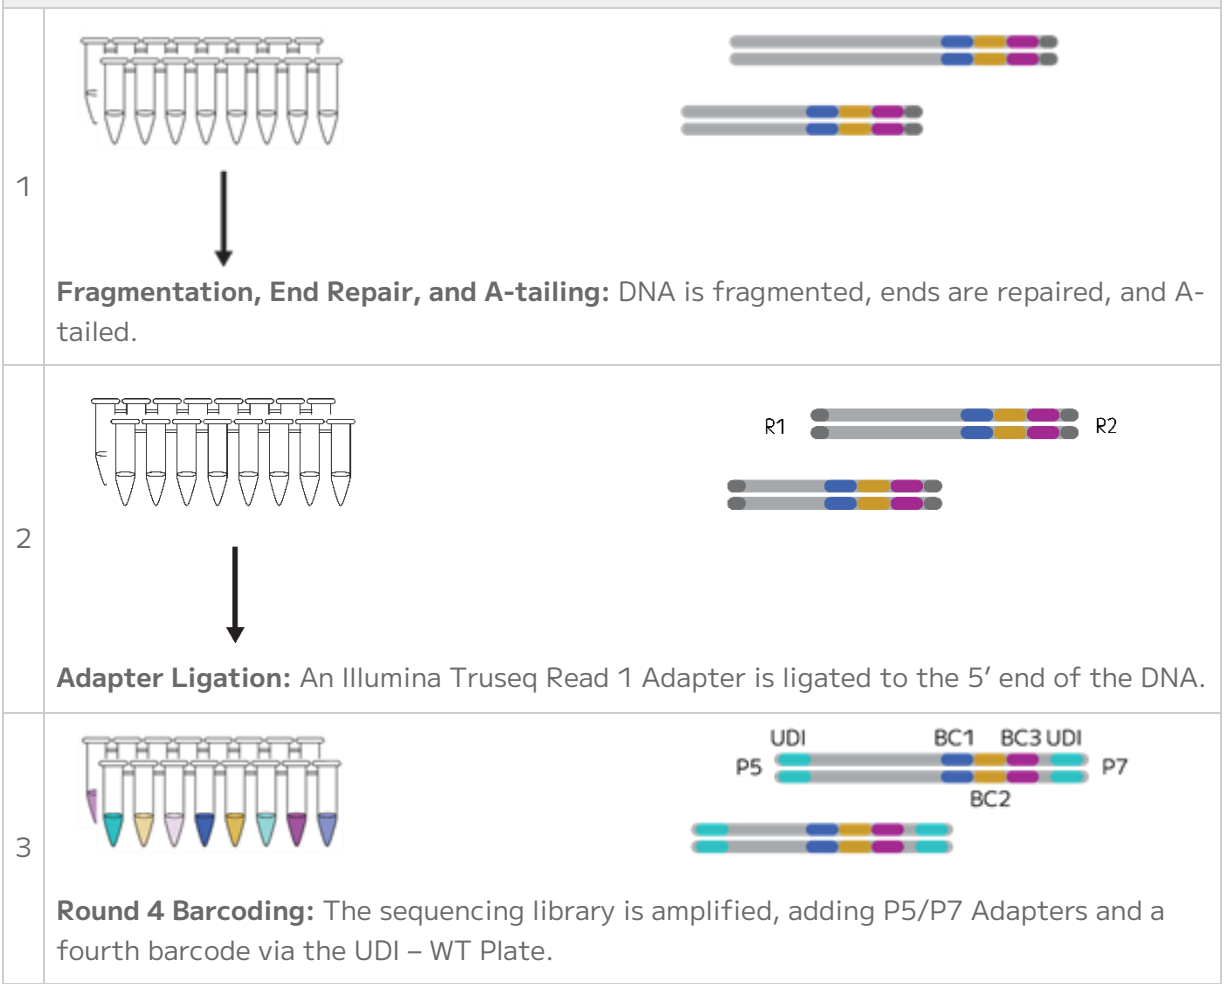 1
Fragmentation, End Repair, and A-tailing: DNA is fragmented, ends are repaired, and A-
tailed.
R1
R2
2
Adapter Ligation: An Illumina Truseq Read 1 Adapter is ligated to the 5′ end of the DNA.
UDI
BC1
BC3
UDI
P5
P7
BC2
3
Round 4 Barcoding: The sequencing library is amplified, adding P5/P7 Adapters and a
fourth barcode via the UDI – WT Plate.